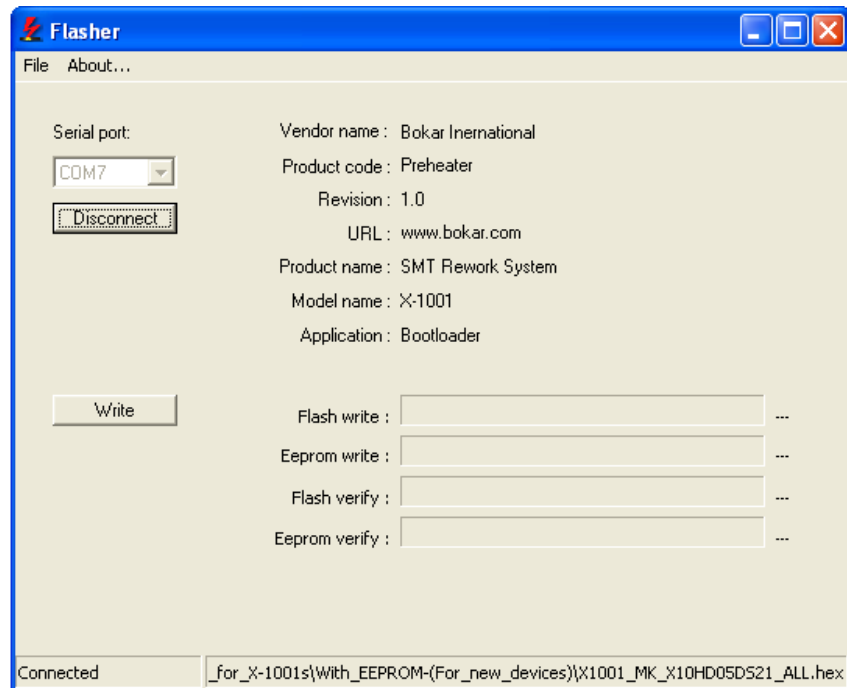 Flasher
File About...
Serial port:
COM7
Disconnect
Vendor name : Bokar Inernational
Product code : Preheater
Revision : 1.0
URL : www.bokar.com
Product name : SMT Rework System
Model name : X-1001
Application : Bootloader
Write
Flash write : ---
Eeprom write : ---
Flash verify : ---
Eeprom verify : ---
Connected
_for_X-1001s\With_EEPROM-(For_new_devices)\X1001_MK_X10HD05DS21_ALL.hex